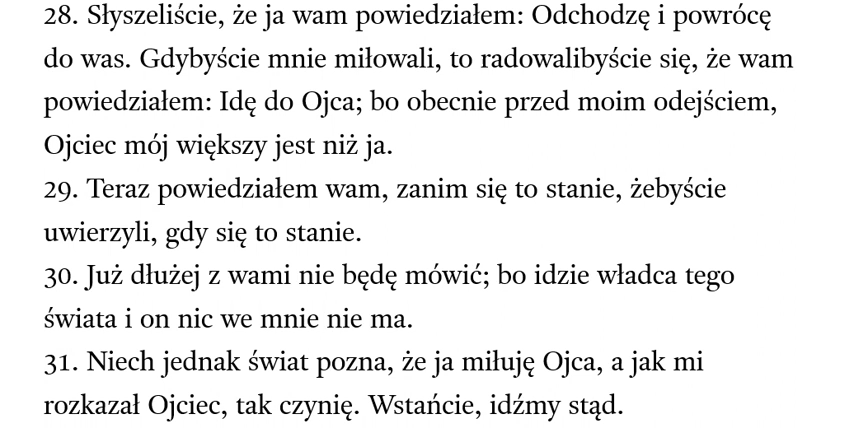 28. Słyszeliście, że ja wam powiedziałem: Odchodzę i powrócę
do was. Gdybyście mnie miłowali, to radowalibyście się, że wam
powiedziałem: Idę do Ojca; bo obecnie przed moim odejściem,
Ojciec mój większy jest niż ja.
29. Teraz powiedziałem wam, zanim się to stanie, żebyście
uwierzyli, gdy się to stanie.
30. Już dłużej z wami nie będę mówić; bo idzie władca tego
świata i on nic we mnie nie ma.
31. Niech jednak świat pozna, że ja miłuję Ojca, a jak mi
rozkazał Ojciec, tak czynię. Wstańcie, idźmy stąd.